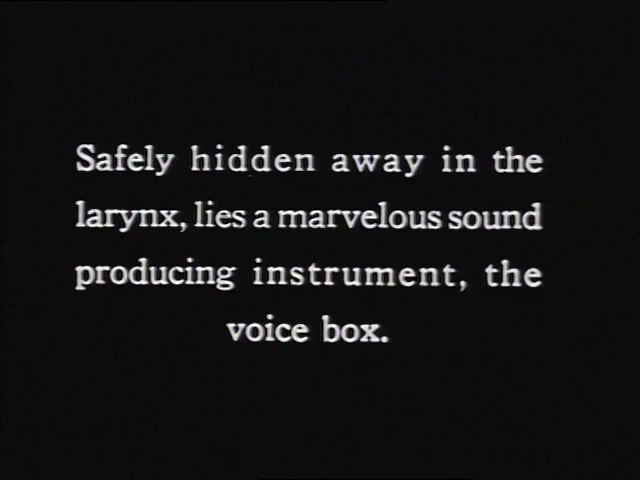 Safely hidden away in the
larynx, lies a marvelous sound
producing instrument, the
voice box.